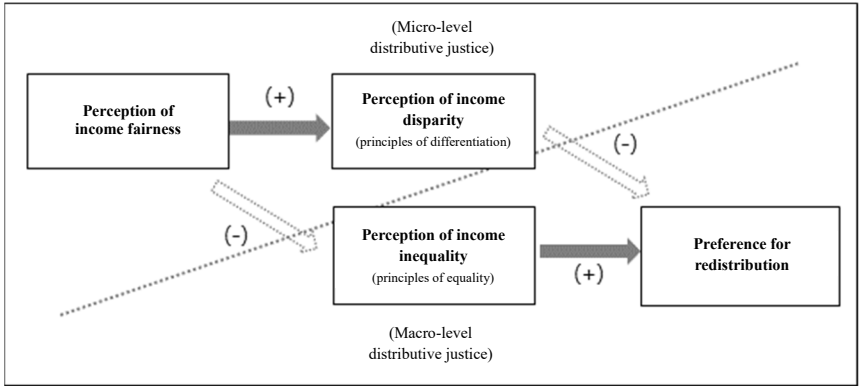 (Micro-level
distributive justice)
Perception of
income fairness
(+)
Perception of income
disparity
(principles of differentiation)
(-)
(-)
Perception of income
inequality
(principles of equality)
(+)
Preference for
redistribution
(Macro-level
distributive justice)